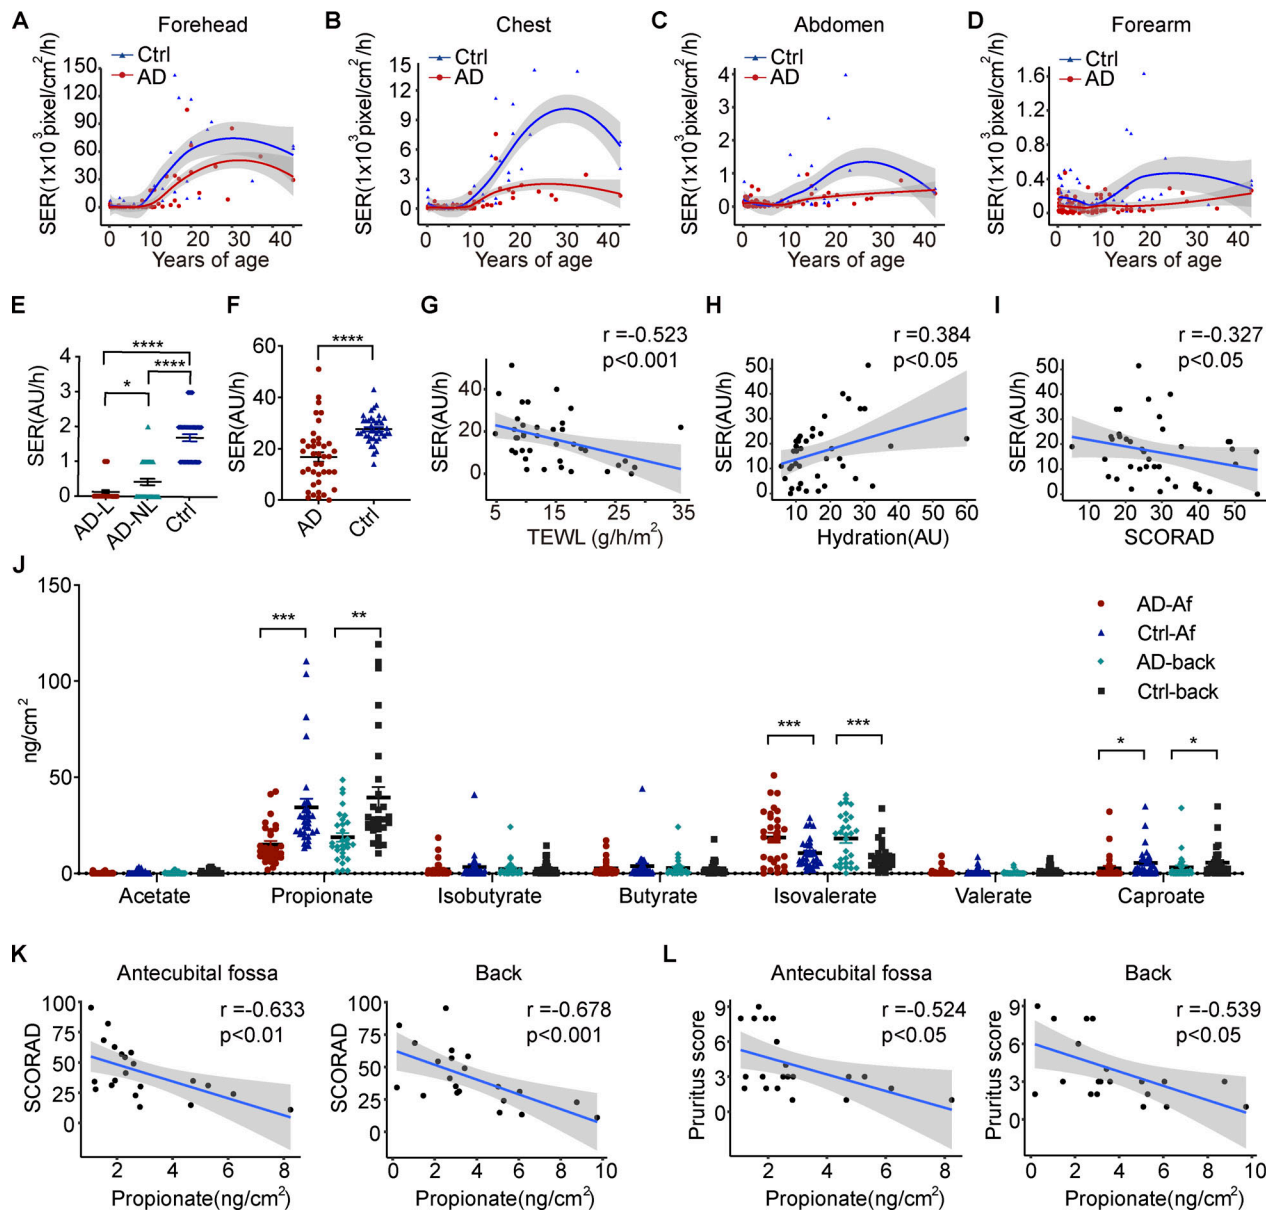 A Forehead
Ctrl
AD
SER(1x10³pixel/cm²/h)
150
120
90
60
30
0
0 10 20 30 40
Years of age
B Chest
Ctrl
AD
SER(1x10³pixel/cm²/h)
15
12
9
6
3
0
0 10 20 30 40
Years of age
C Abdomen
Ctrl
AD
SER(1x10³pixel/cm²/h)
4
3
2
1
0
0 10 20 30 40
Years of age
D Forearm
Ctrl
AD
SER(1x10³pixel/cm²/h)
1.6
1.2
0.8
0.4
0
0 10 20 30 40
Years of age
E
SER(AU/h)
4
3
2
1
0
****
* ****
AD-L AD-NL Ctrl
F
SER(AU/h)
60
40
20
0
****
AD Ctrl
G
r =-0.523
p<0.001
SER(AU/h)
40
20
0
5 15 25 35
TEWL (g/h/m²)
H
r =0.384
p<0.05
SER(AU/h)
50
40
30
20
10
0
10 20 30 40 50 60
Hydration(AU)
I
r =-0.327
p<0.05
SER(AU/h)
50
40
30
20
10
0
10 20 30 40 50
SCORAD
J
ng/cm²
150
100
50
0
*** **
*** ***
* *
AD-Af
Ctrl-Af
AD-back
Ctrl-back
Acetate Propionate Isobutyrate Butyrate Isovalerate Valerate Caproate
K
Antecubital fossa
r =-0.633
p<0.01
SCORAD
100
75
50
25
0
2 4 6 8
Propionate(ng/cm²)
Back
r =-0.678
p<0.001
SCORAD
100
75
50
25
0
0 2 4 6 8 10
Propionate(ng/cm²)
L
Antecubital fossa
r =-0.524
p<0.05
Pruritus score
9
6
3
0
2 4 6 8
Propionate(ng/cm²)
Back
r =-0.539
p<0.05
Pruritus score
9
6
3
0
0 2 4 6 8 10
Propionate(ng/cm²)